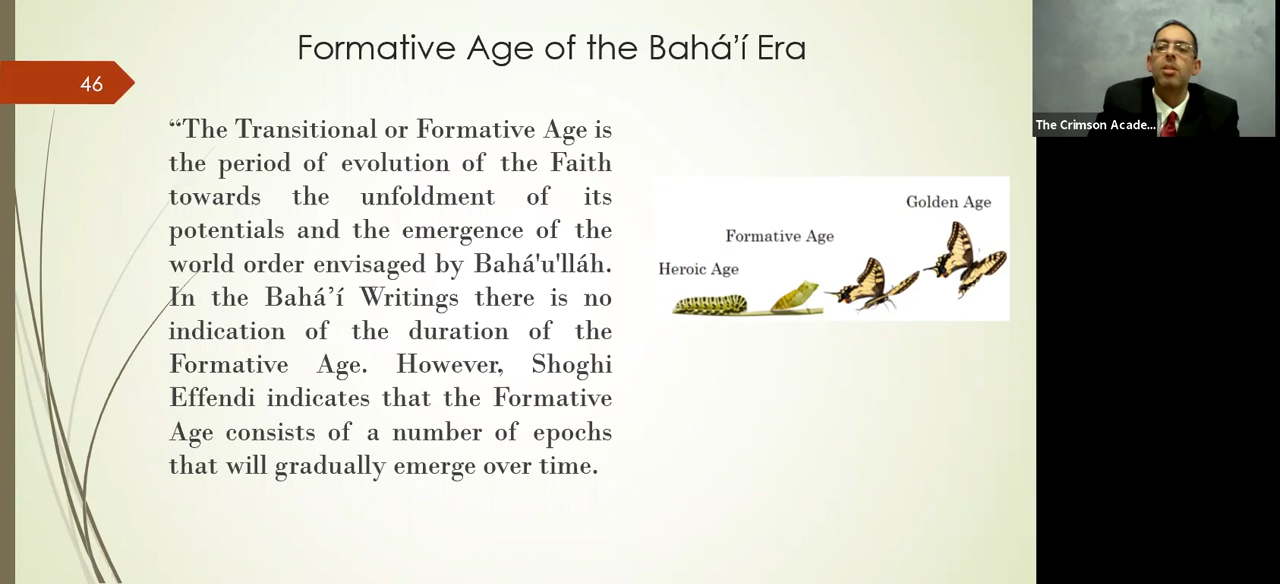 Formative Age of the Bahá’í Era
46
“The Transitional or Formative Age is
the period of evolution of the Faith
towards the unfoldment of its
potentials and the emergence of the
world order envisaged by Bahá'u'lláh.
In the Bahá’í Writings there is no
indication of the duration of the
Formative Age. However, Shoghi
Effendi indicates that the Formative
Age consists of a number of epochs
that will gradually emerge over time.
Golden Age
Formative Age
Heroic Age
The Crimson Acade...